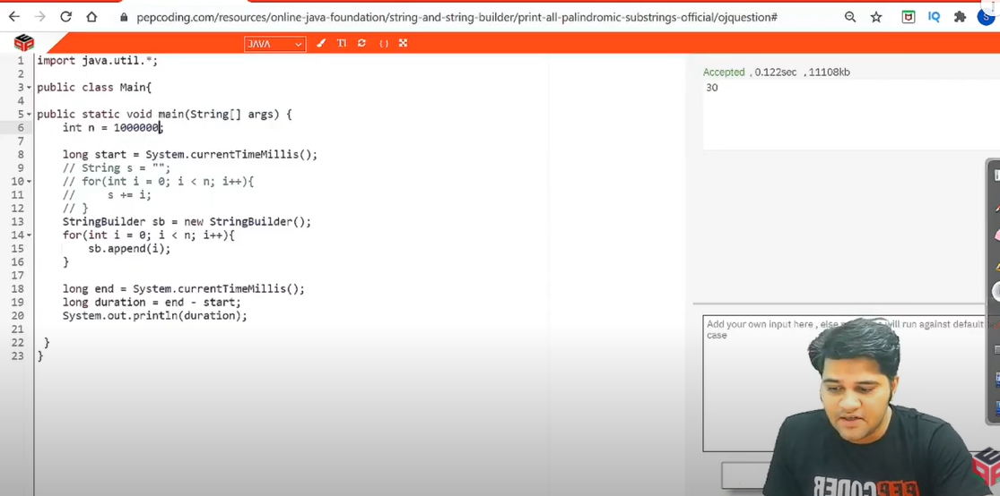 pepcoding.com/resources/online-java-foundation/string-and-string-builder/print-all-palindromic-substrings-official/ojquestion#
IQ
S
JAVA
TI
{ }
1 import java.util.*;
2
3 public class Main{
4
5 public static void main(String[] args) {
6 int n = 1000000;
7
8 long start = System.currentTimeMillis();
9 // String s = "";
10 // for(int i = 0; i < n; i++){
11 // s += i;
12 // }
13 StringBuilder sb = new StringBuilder();
14 for(int i = 0; i < n; i++){
15 sb.append(i);
16 }
17
18 long end = System.currentTimeMillis();
19 long duration = end - start;
20 System.out.println(duration);
21
22 }
23 }
Accepted , 0.122sec , 11108kb
30
Add your own input here , else will run against default
case